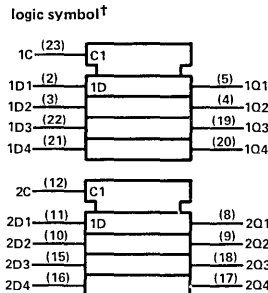 logic symbol†
1C (23) C1
1D1 (2) 1D (5) 1Q1
1D2 (3) (4) 1Q2
1D3 (22) (19) 1Q3
1D4 (21) (20) 1Q4
2C (12) C1
2D1 (11) 1D (8) 2Q1
2D2 (10) (9) 2Q2
2D3 (15) (18) 2Q3
2D4 (16) (17) 2Q4